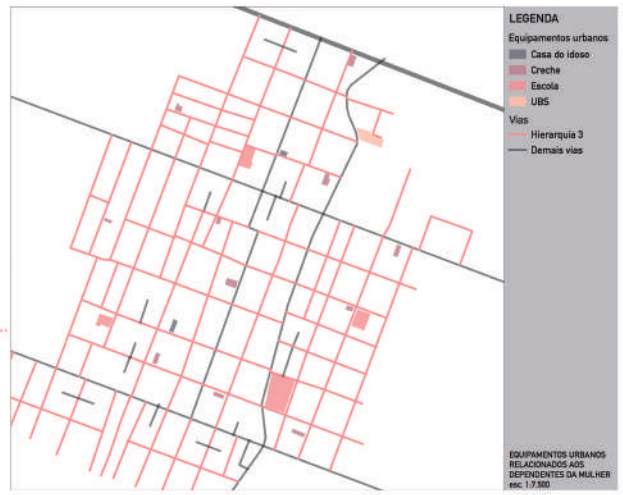 LEGENDA
Equipamentos urbanos
Casa do idoso
Creche
Escola
UBS
Vias
Hierarquia 3
Demais vias
EQUIPAMENTOS URBANOS
RELACIONADOS AOS
DEPENDENTES DA MULHER
esc. 1:7.500